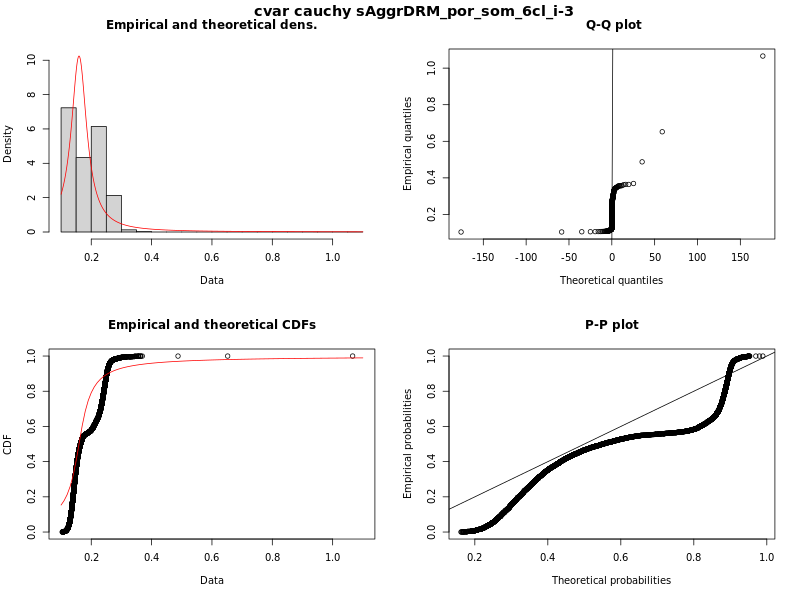 cvar cauchy sAggrDRM_por_som_6cl_i-3
Empirical and theoretical dens.
Density
0 2 4 6 8 10
0.2 0.4 0.6 0.8 1.0
Data
Q-Q plot
Empirical quantiles
0.2 0.4 0.6 0.8 1.0
-150 -100 -50 0 50 100 150
Theoretical quantiles
Empirical and theoretical CDFs
CDF
0.0 0.2 0.4 0.6 0.8 1.0
0.2 0.4 0.6 0.8 1.0
Data
P-P plot
Empirical probabilities
0.0 0.2 0.4 0.6 0.8 1.0
0.2 0.4 0.6 0.8 1.0
Theoretical probabilities